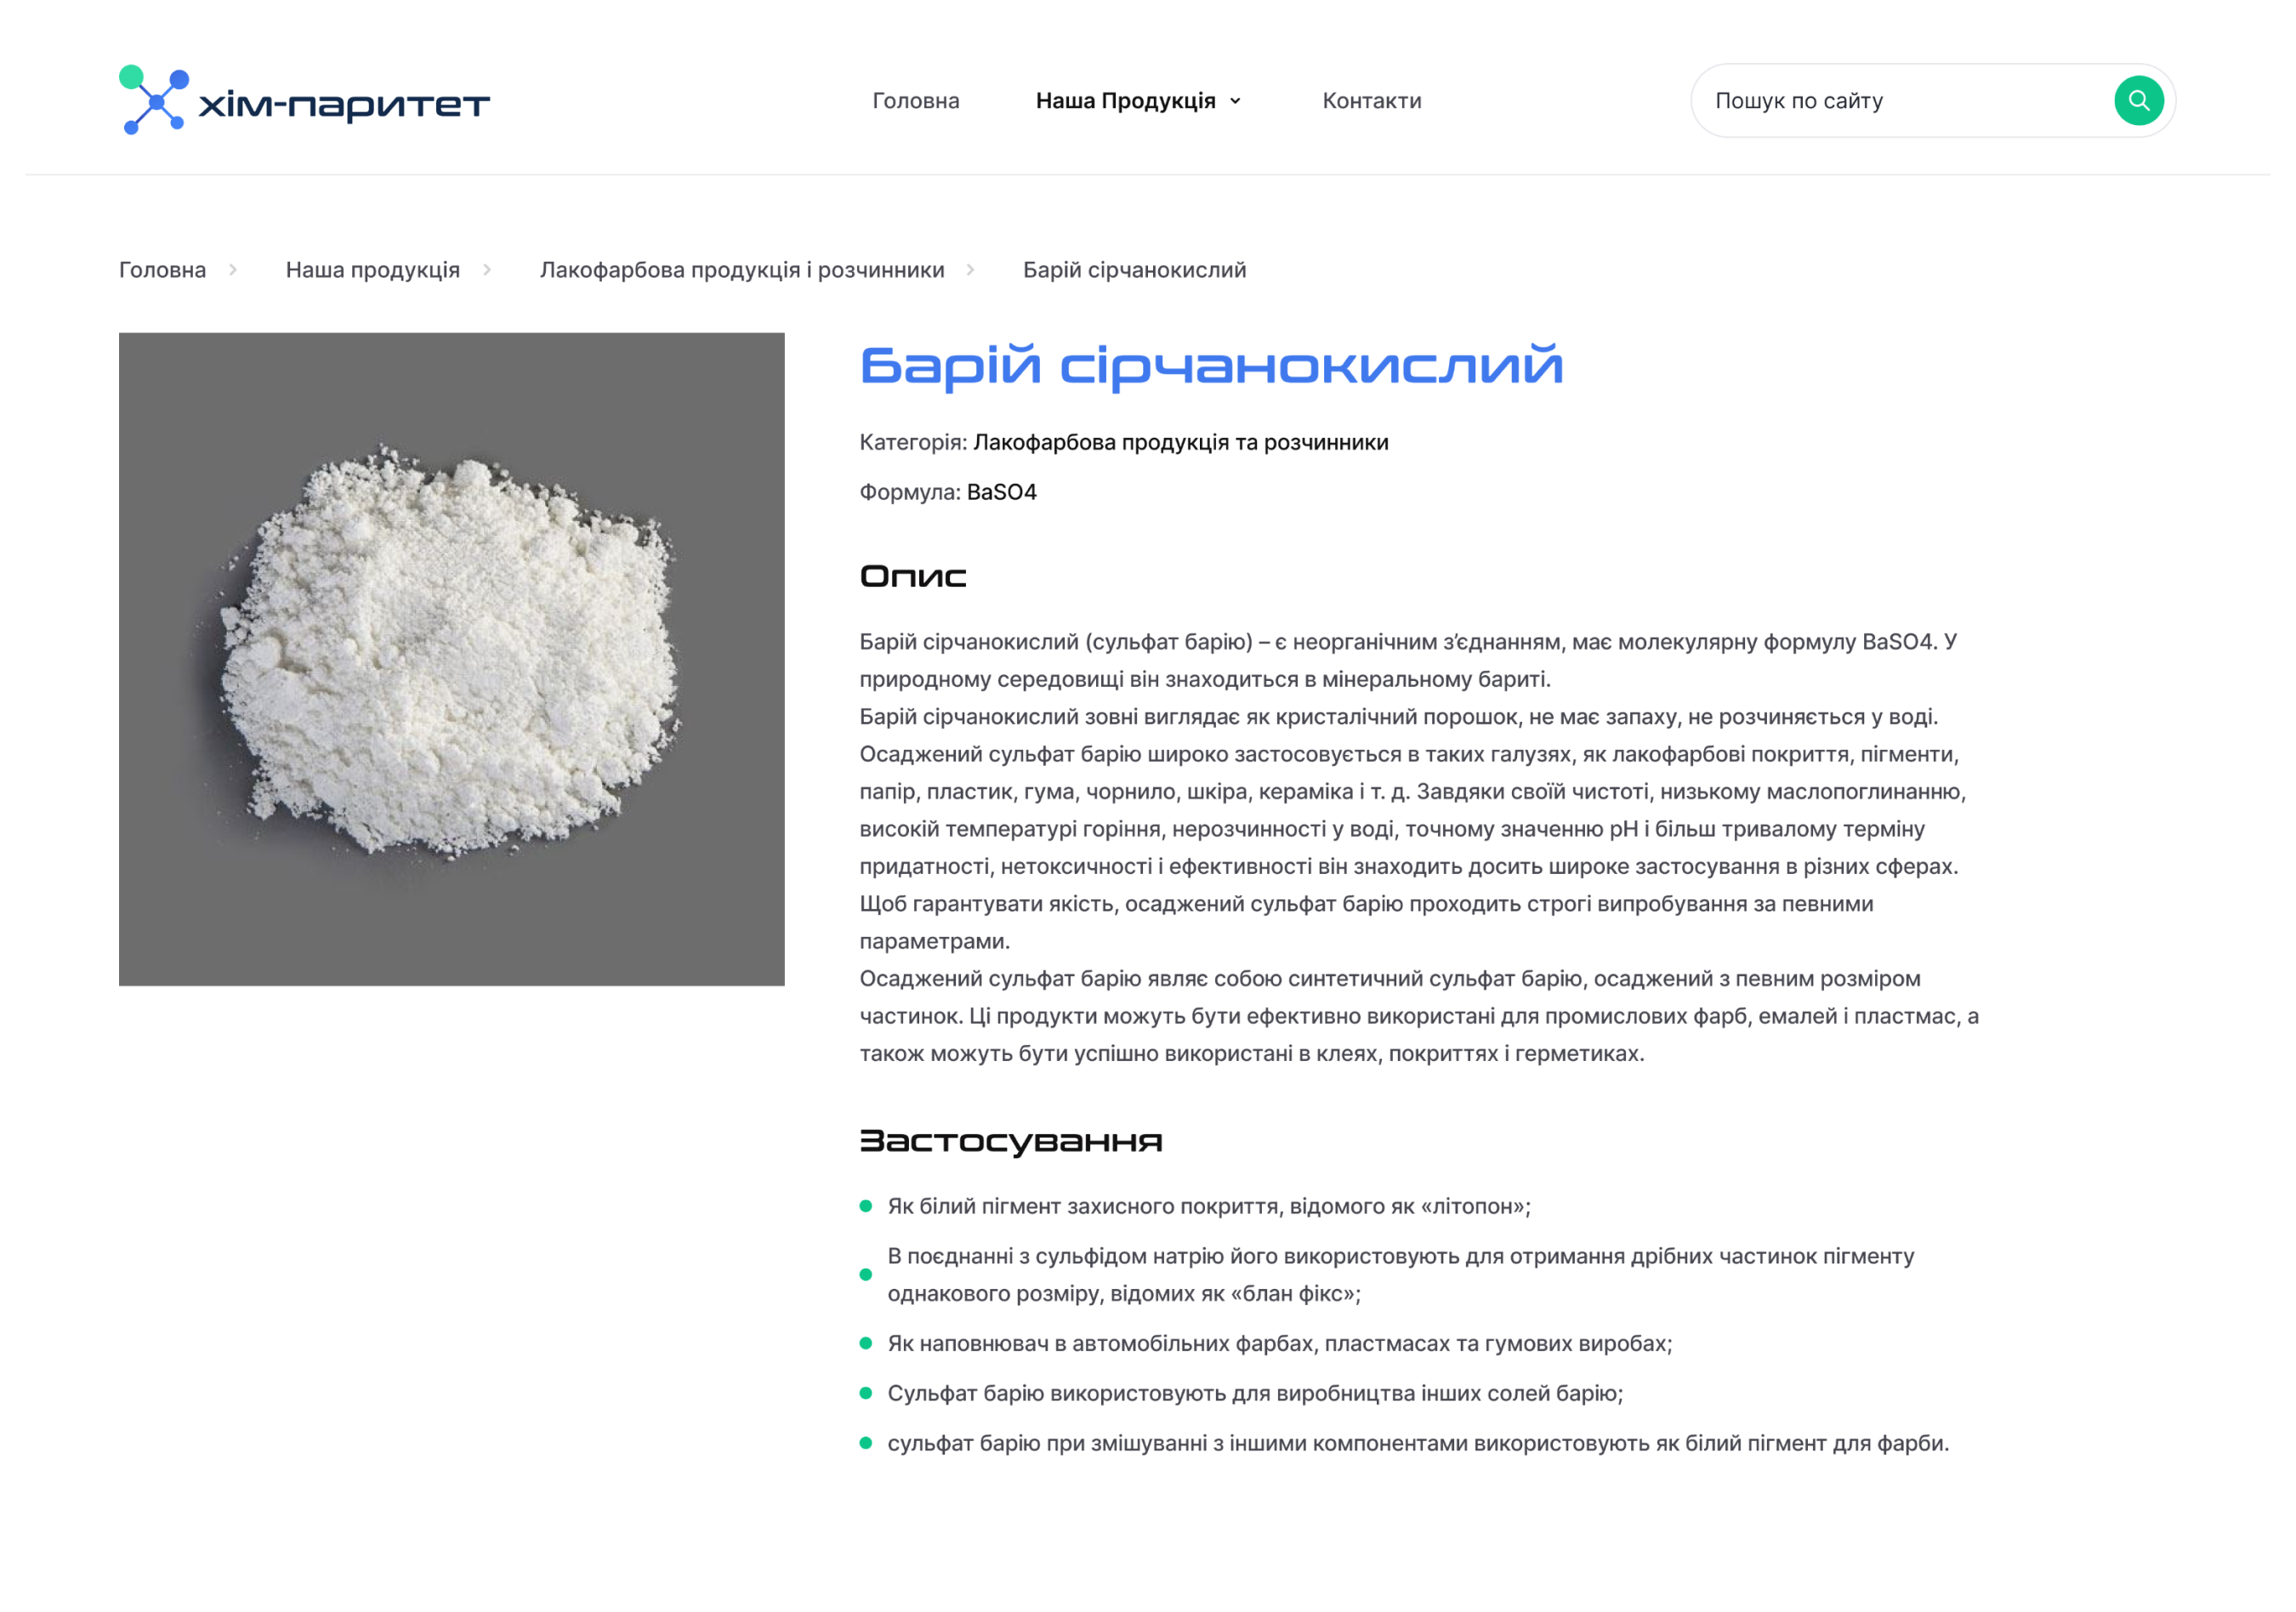 хім-паритет
Головна
Наша Продукція
Контакти
Пошук по сайту
Головна
Наша продукція
Лакофарбова продукція і розчинники
Барій сірчанокислий
Барій сірчанокислий
Категорія: Лакофарбова продукція та розчинники
Формула: BaSO4
Опис
Барій сірчанокислий (сульфат барію) – є неорганічним з’єднанням, має молекулярну формулу BaSO4. У
природному середовищі він знаходиться в мінеральному бариті.
Барій сірчанокислий зовні виглядає як кристалічний порошок, не має запаху, не розчиняється у воді.
Осаджений сульфат барію широко застосовується в таких галузях, як лакофарбові покриття, пігменти,
папір, пластик, гума, чорнило, шкіра, кераміка і т. д. Завдяки своїй чистоті, низькому маслопоглинанню,
високій температурі горіння, нерозчинності у воді, точному значенню pH і більш тривалому терміну
придатності, нетоксичності і ефективності він знаходить досить широке застосування в різних сферах.
Щоб гарантувати якість, осаджений сульфат барію проходить строгі випробування за певними
параметрами.
Осаджений сульфат барію являє собою синтетичний сульфат барію, осаджений з певним розміром
частинок. Ці продукти можуть бути ефективно використані для промислових фарб, емалей і пластмас, а
також можуть бути успішно використані в клеях, покриттях і герметиках.
Застосування
Як білий пігмент захисного покриття, відомого як «літопон»;
В поєднанні з сульфідом натрію його використовують для отримання дрібних частинок пігменту
однакового розміру, відомих як «блан фікс»;
Як наповнювач в автомобільних фарбах, пластмасах та гумових виробах;
Сульфат барію використовують для виробництва інших солей барію;
сульфат барію при змішуванні з іншими компонентами використовують як білий пігмент для фарби.